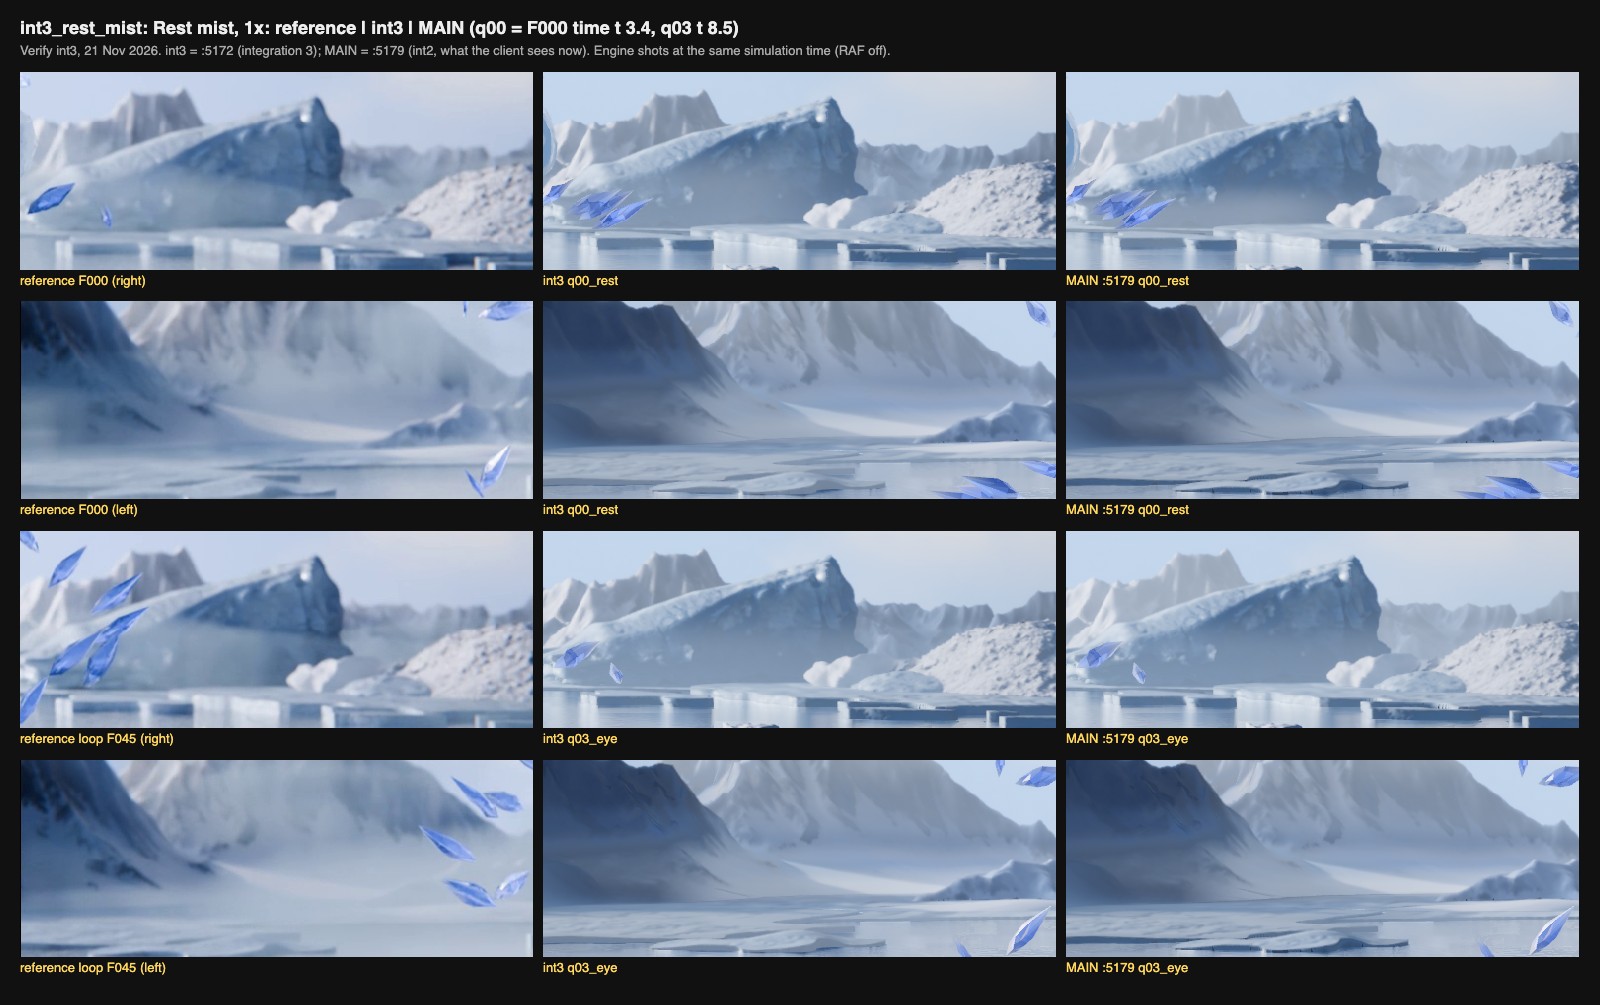 int3_rest_mist: Rest mist, 1x: reference | int3 | MAIN (q00 = F000 time t 3.4, q03 t 8.5)
Verify int3, 21 Nov 2026. int3 = :5172 (integration 3); MAIN = :5179 (int2, what the client sees now). Engine shots at the same simulation time (RAF off).
reference F000 (right)
int3 q00_rest
MAIN :5179 q00_rest
reference F000 (left)
int3 q00_rest
MAIN :5179 q00_rest
reference loop F045 (right)
int3 q03_eye
MAIN :5179 q03_eye
reference loop F045 (left)
int3 q03_eye
MAIN :5179 q03_eye